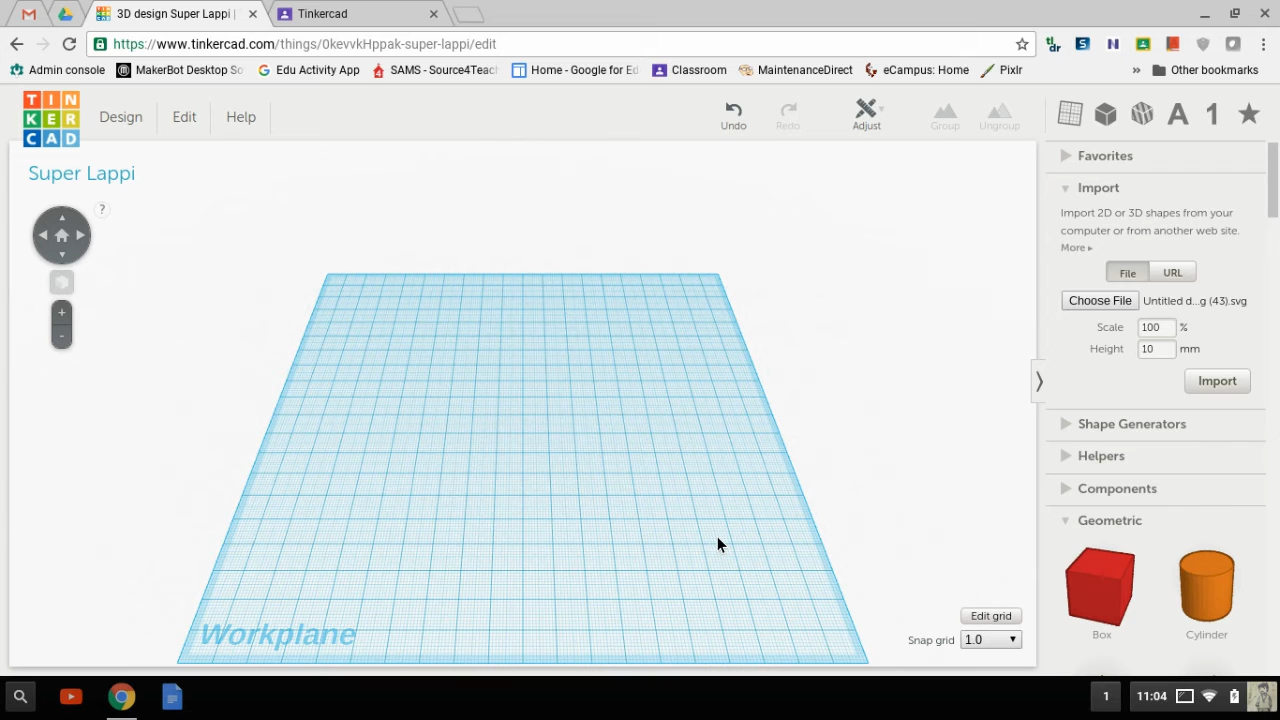 3D design Super Lappi |
Tinkercad
https://www.tinkercad.com/things/0kevvkHppak-super-lappi/edit
tl;dr
S
N
Admin console
MakerBot Desktop So
Edu Activity App
SAMS - Source4Teac
Home - Google for Ed
Classroom
MaintenanceDirect
eCampus: Home
Pixlr
»
Other bookmarks
TIN
KER
CAD
Design
Edit
Help
Undo
Redo
Adjust
Group
Ungroup
A
1
Super Lappi
?
+
-
Workplane
Edit grid
Snap grid 1.0
Favorites
Import
Import 2D or 3D shapes from your
computer or from another web site.
More
File
URL
Choose File Untitled d...g (43).svg
Scale 100 %
Height 10 mm
Import
Shape Generators
Helpers
Components
Geometric
Box
Cylinder
1
11:04